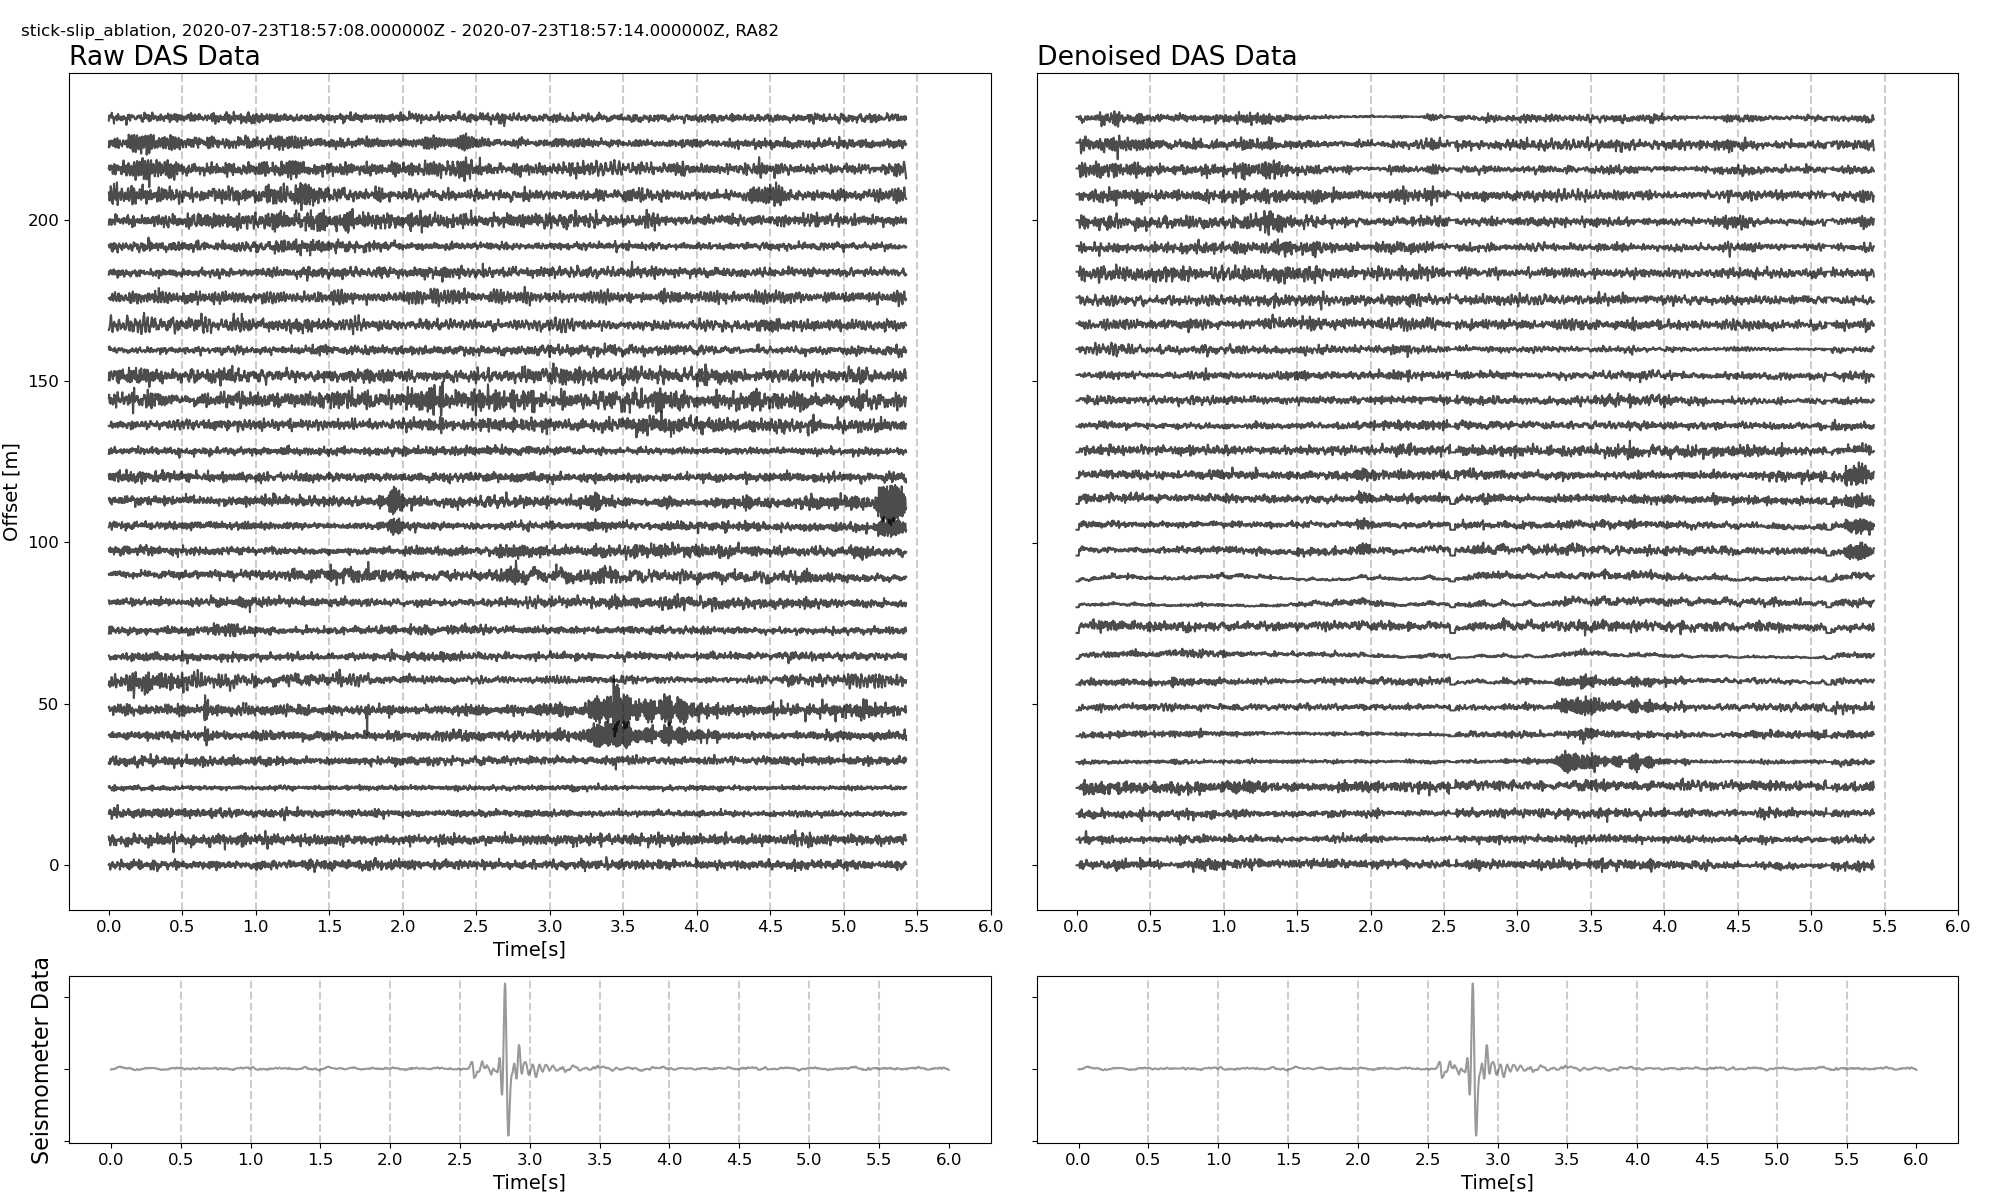 stick-slip_ablation, 2020-07-23T18:57:08.000000Z - 2020-07-23T18:57:14.000000Z, RA82
Raw DAS Data
Denoised DAS Data
Offset [m]
200
150
100
50
0
0.0 0.5 1.0 1.5 2.0 2.5 3.0 3.5 4.0 4.5 5.0 5.5 6.0
Time[s]
0.0 0.5 1.0 1.5 2.0 2.5 3.0 3.5 4.0 4.5 5.0 5.5 6.0
Seismometer Data
0.0 0.5 1.0 1.5 2.0 2.5 3.0 3.5 4.0 4.5 5.0 5.5 6.0
Time[s]
0.0 0.5 1.0 1.5 2.0 2.5 3.0 3.5 4.0 4.5 5.0 5.5 6.0
Time[s]